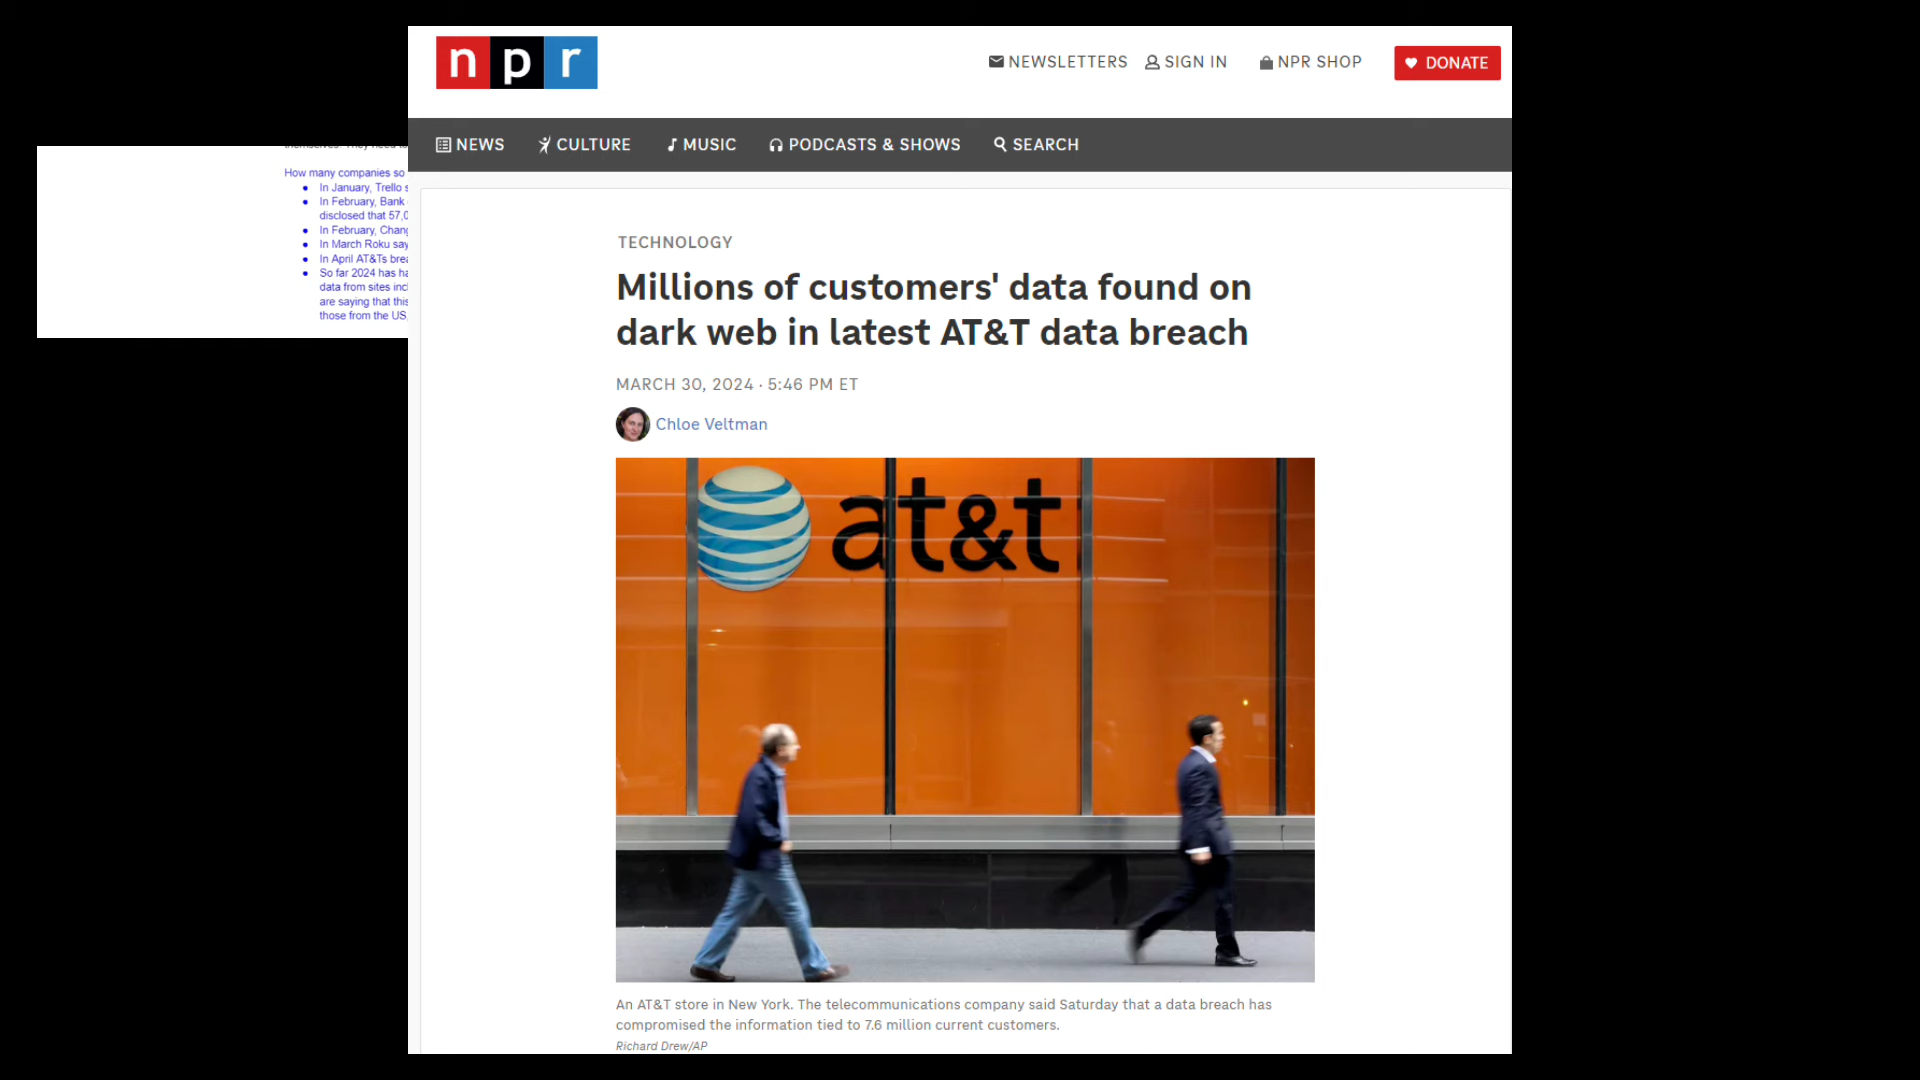 npr
NEWSLETTERS SIGN IN NPR SHOP DONATE
NEWS CULTURE MUSIC PODCASTS & SHOWS SEARCH
How many companies so
In January, Trello s
In February, Bank
disclosed that 57,0
In February, Chang
In March Roku say
In April AT&Ts brea
So far 2024 has ha
data from sites incl
are saying that this
those from the US,
TECHNOLOGY
Millions of customers' data found on
dark web in latest AT&T data breach
MARCH 30, 2024 · 5:46 PM ET
Chloe Veltman
at&t
An AT&T store in New York. The telecommunications company said Saturday that a data breach has
compromised the information tied to 7.6 million current customers.
Richard Drew/AP